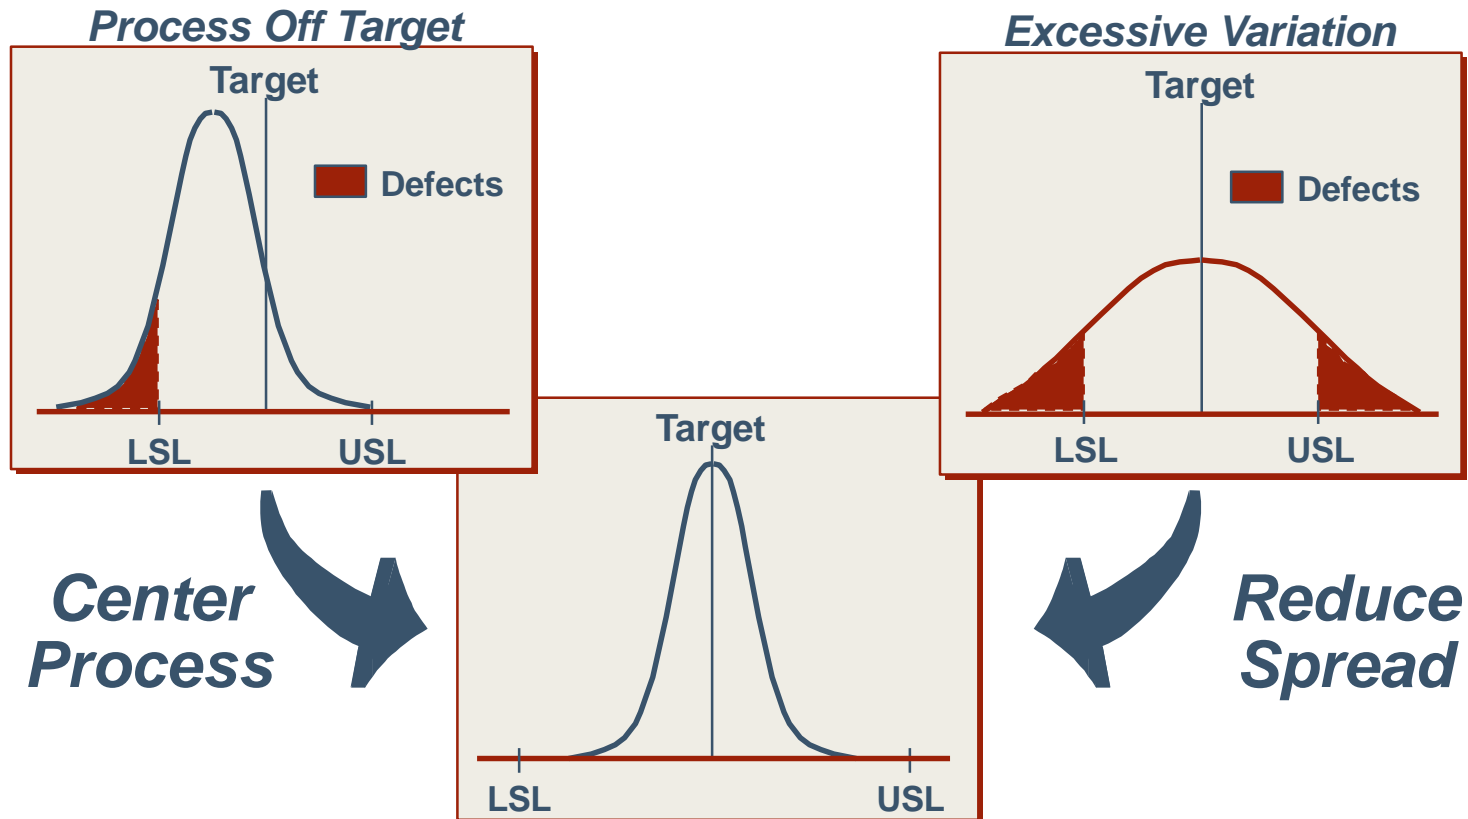 Process Off Target
Target
Defects
LSL USL
Excessive Variation
Target
Defects
LSL USL
Center
Process
Target
LSL USL
Reduce
Spread